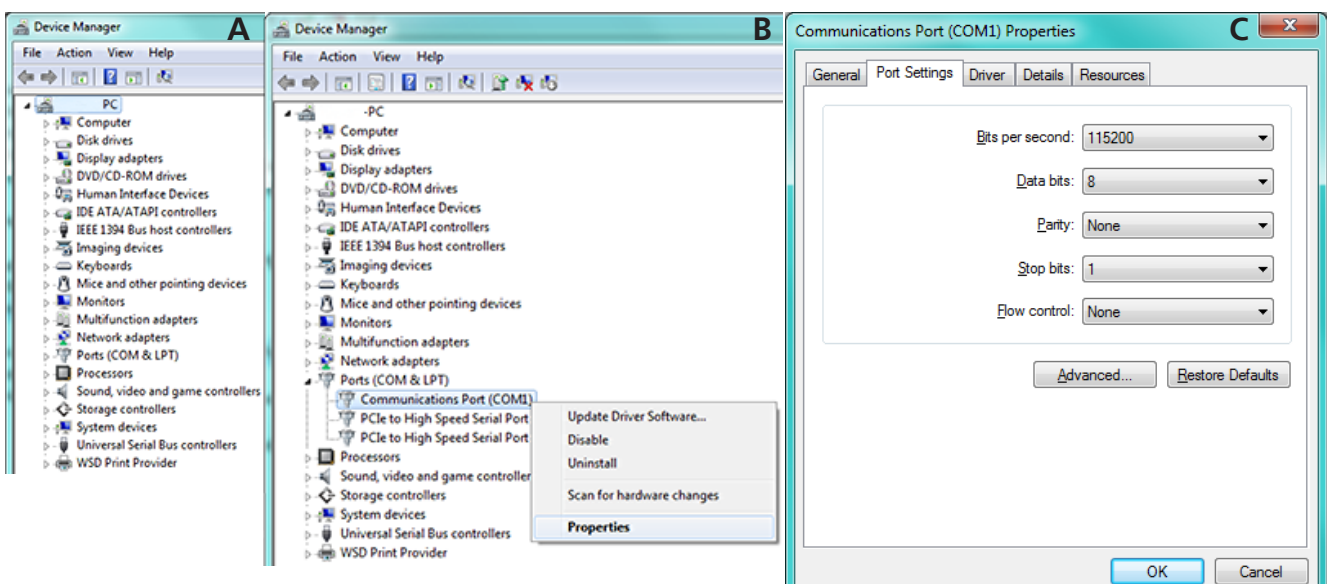 Device Manager
A
File Action View Help
PC
Computer
Disk drives
Display adapters
DVD/CD-ROM drives
Human Interface Devices
IDE ATA/ATAPI controllers
IEEE 1394 Bus host controllers
Imaging devices
Keyboards
Mice and other pointing devices
Monitors
Multifunction adapters
Network adapters
Ports (COM & LPT)
Processors
Sound, video and game controllers
Storage controllers
System devices
Universal Serial Bus controllers
WSD Print Provider
Device Manager
B
File Action View Help
-PC
Computer
Disk drives
Display adapters
DVD/CD-ROM drives
Human Interface Devices
IDE ATA/ATAPI controllers
IEEE 1394 Bus host controllers
Imaging devices
Keyboards
Mice and other pointing devices
Monitors
Multifunction adapters
Network adapters
Ports (COM & LPT)
Communications Port (COM1)
PCIe to High Speed Serial Port
PCIe to High Speed Serial Port
Processors
Sound, video and game controller
Storage controllers
System devices
Universal Serial Bus controllers
WSD Print Provider
Update Driver Software...
Disable
Uninstall
Scan for hardware changes
Properties
Communications Port (COM1) Properties
C
General Port Settings Driver Details Resources
Bits per second: 115200
Data bits: 8
Parity: None
Stop bits: 1
Flow control: None
Advanced... Restore Defaults
OK Cancel